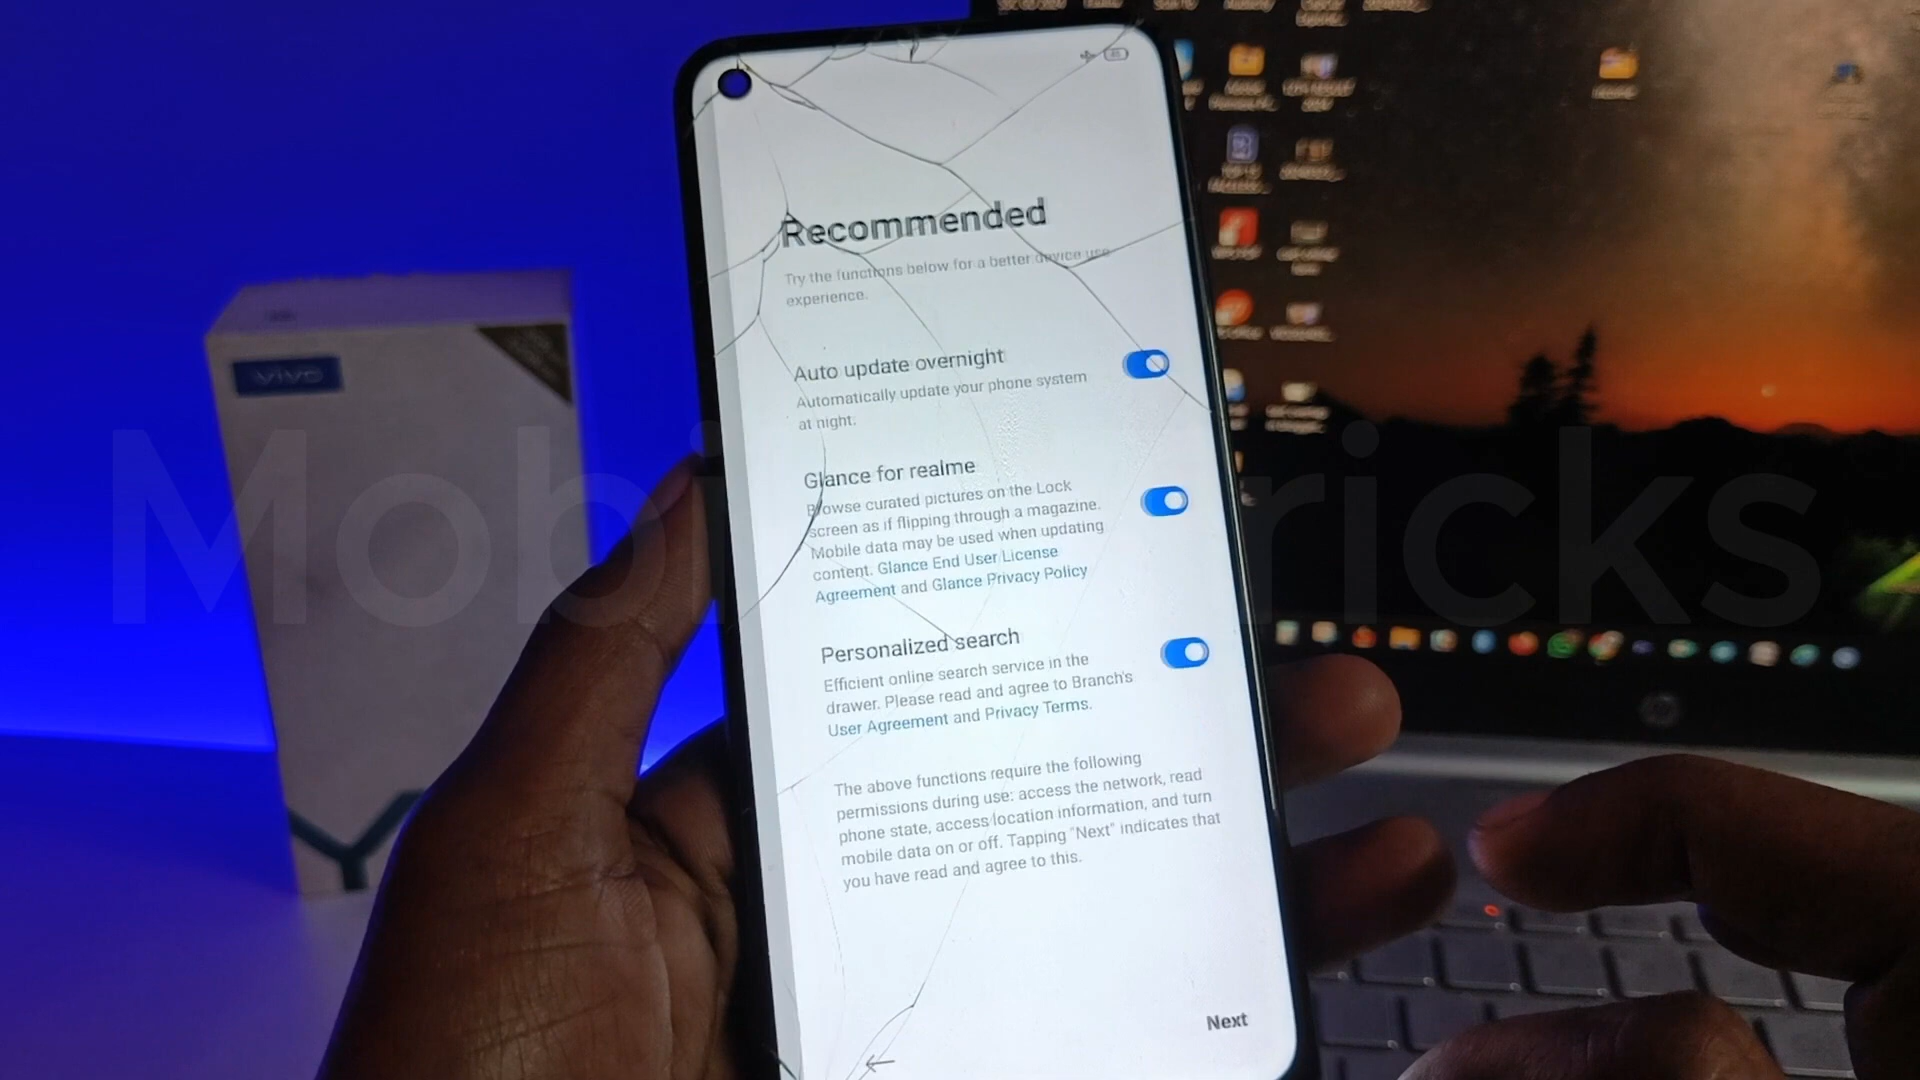 Recommended
Try the functions below for a better device use
experience.
Auto update overnight
Automatically update your phone system
at night.
Glance for realme
Browse curated pictures on the Lock
screen as if flipping through a magazine.
Mobile data may be used when updating
content. Glance End User License
Agreement and Glance Privacy Policy
Personalized search
Efficient online search service in the
drawer. Please read and agree to Branch's
User Agreement and Privacy Terms.
The above functions require the following
permissions during use: access the network, read
phone state, access location information, and turn
mobile data on or off. Tapping "Next" indicates that
you have read and agree to this.
Next
vivo
Y